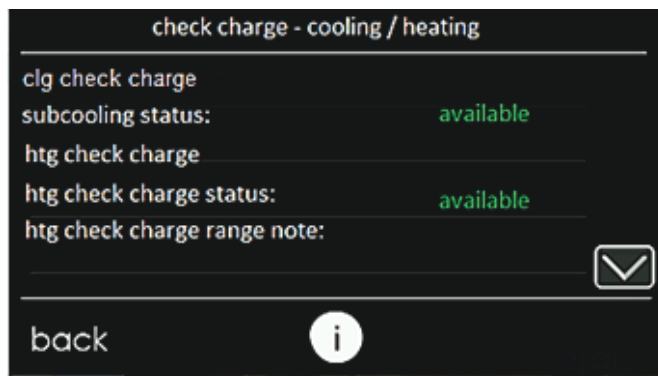 check charge - cooling / heating
clg check charge
subcooling status: available
htg check charge
htg check charge status: available
htg check charge range note:
back
i